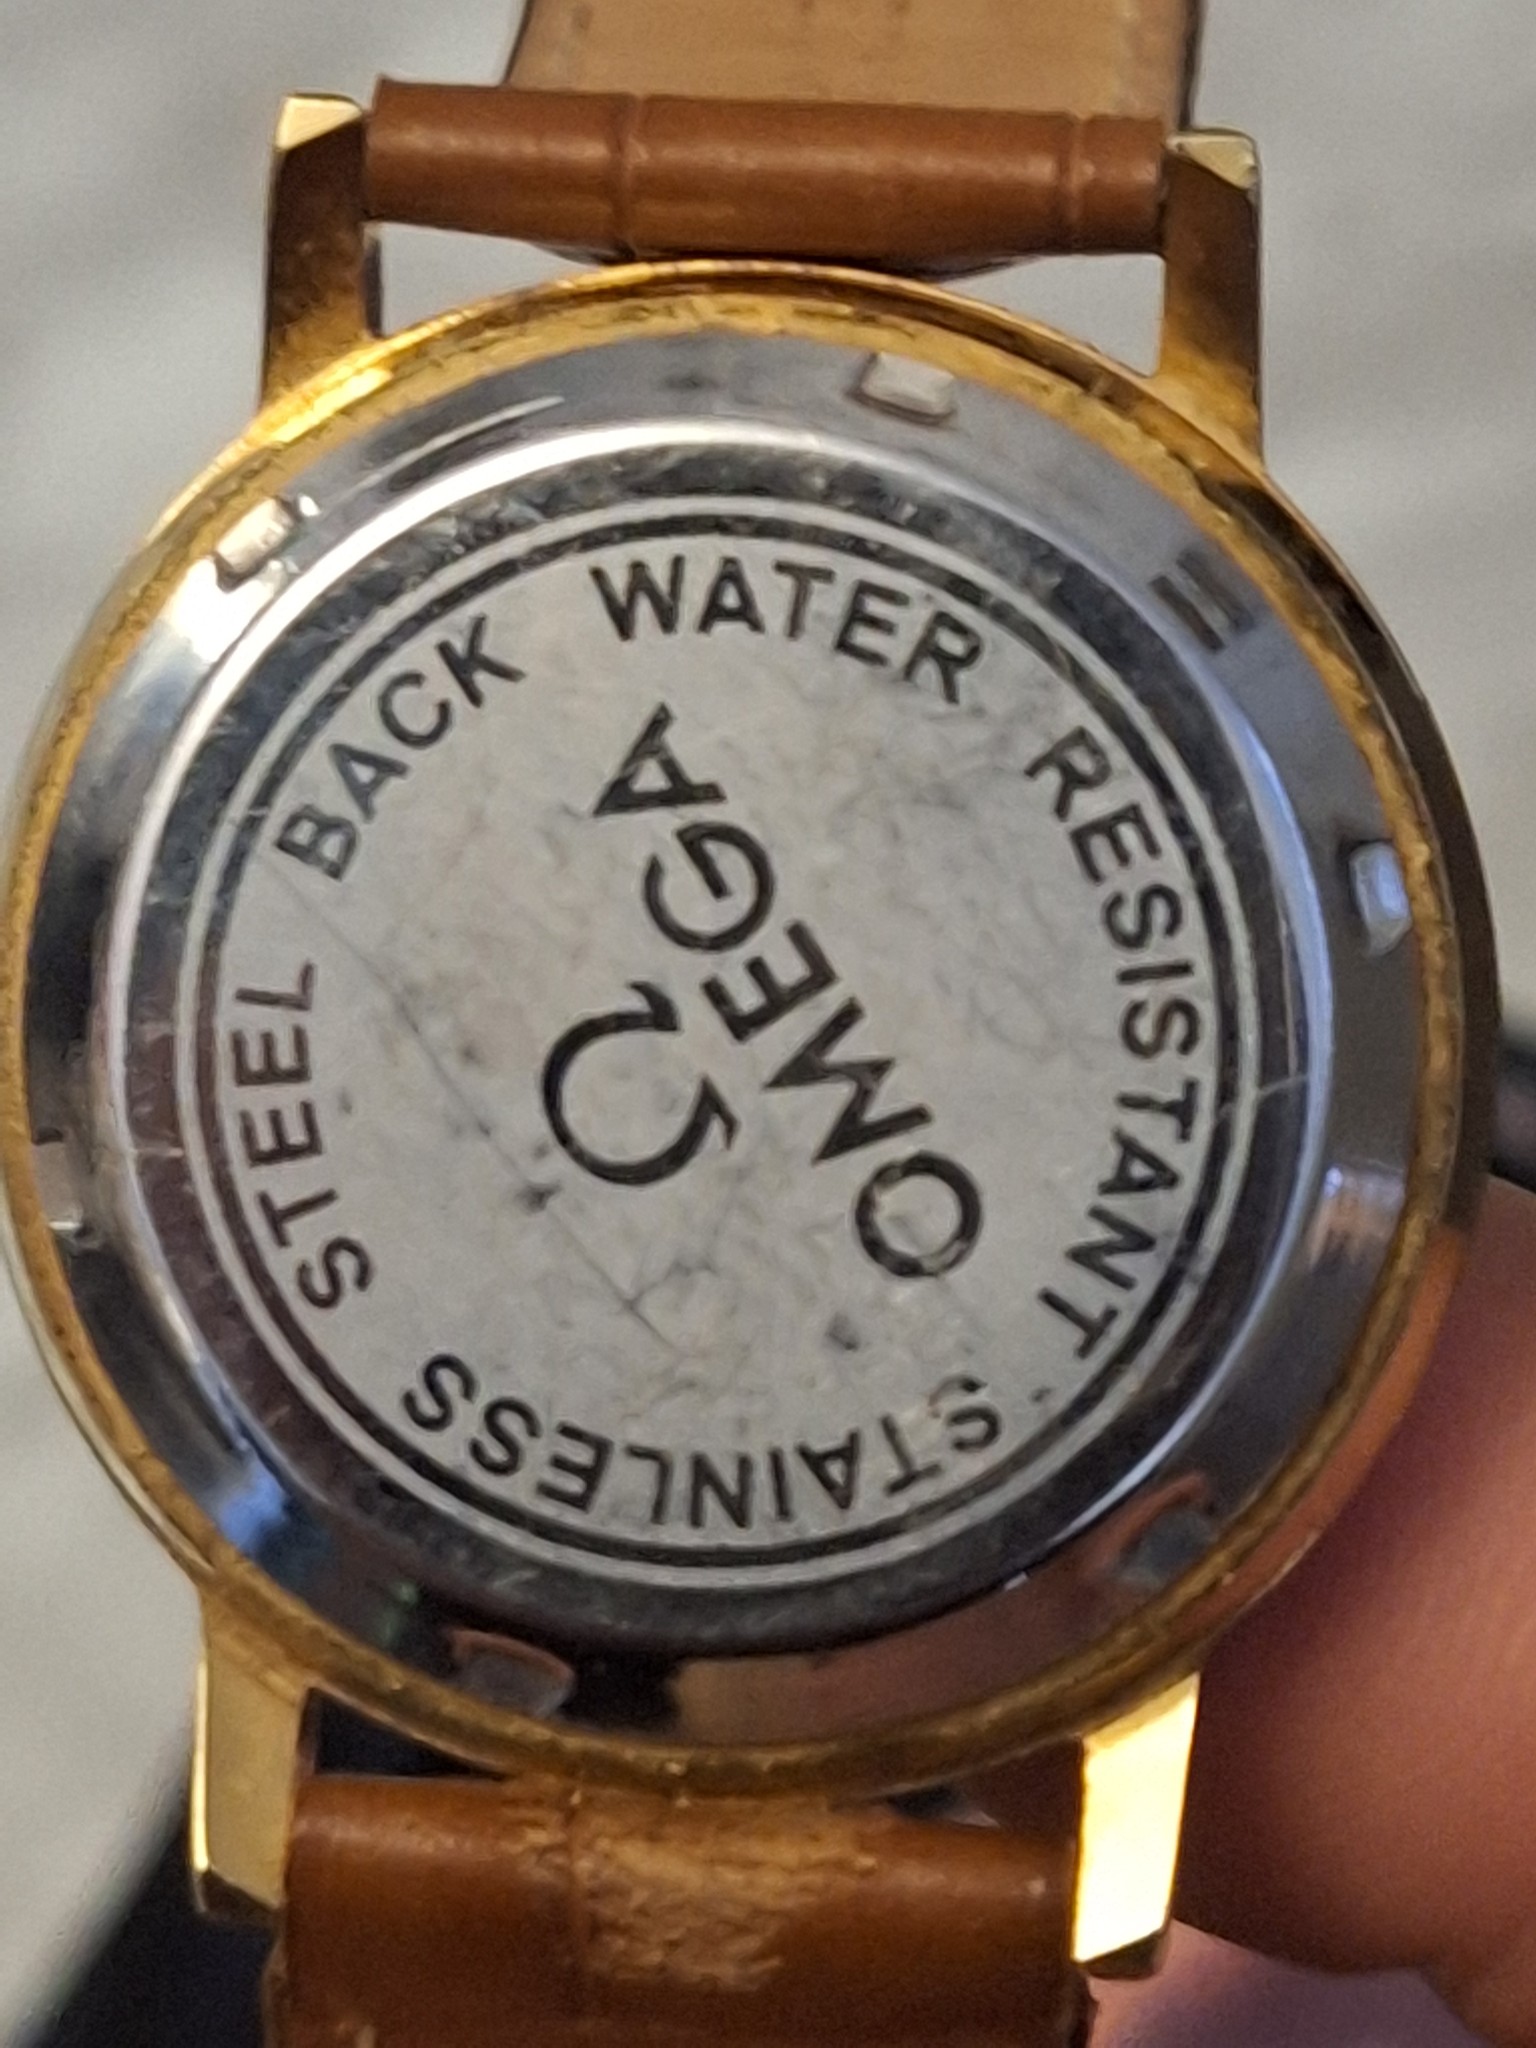 WATER RESISTANT STAINLESS STEEL BACK
Ω
OMEGA